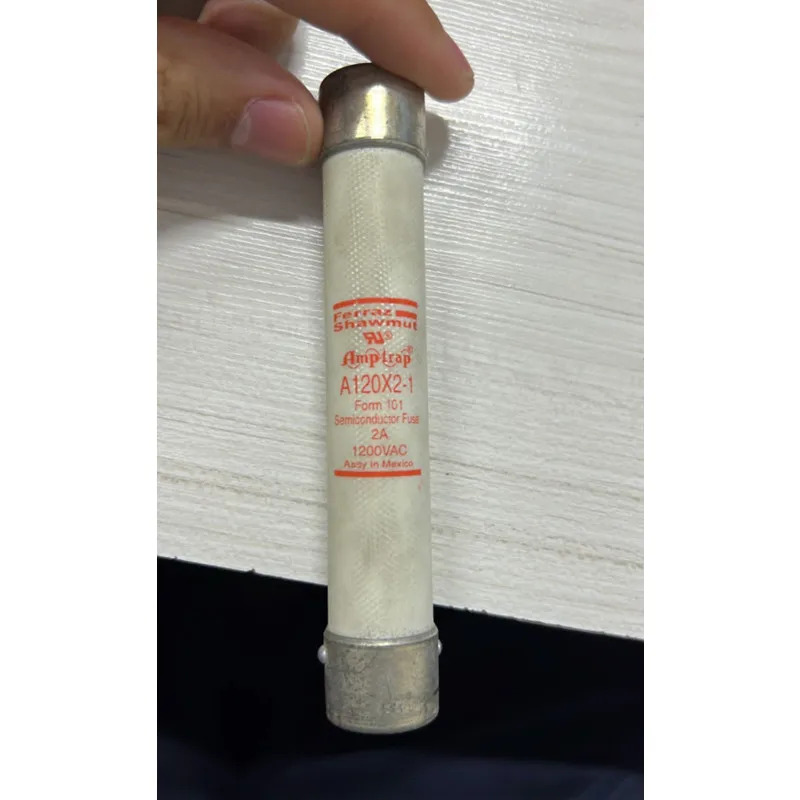 Ferraz
Shawmut
Amp-trap®
A120X2-1
Form 101
Semiconductor Fuse
2A
1200VAC
Assy in Mexico